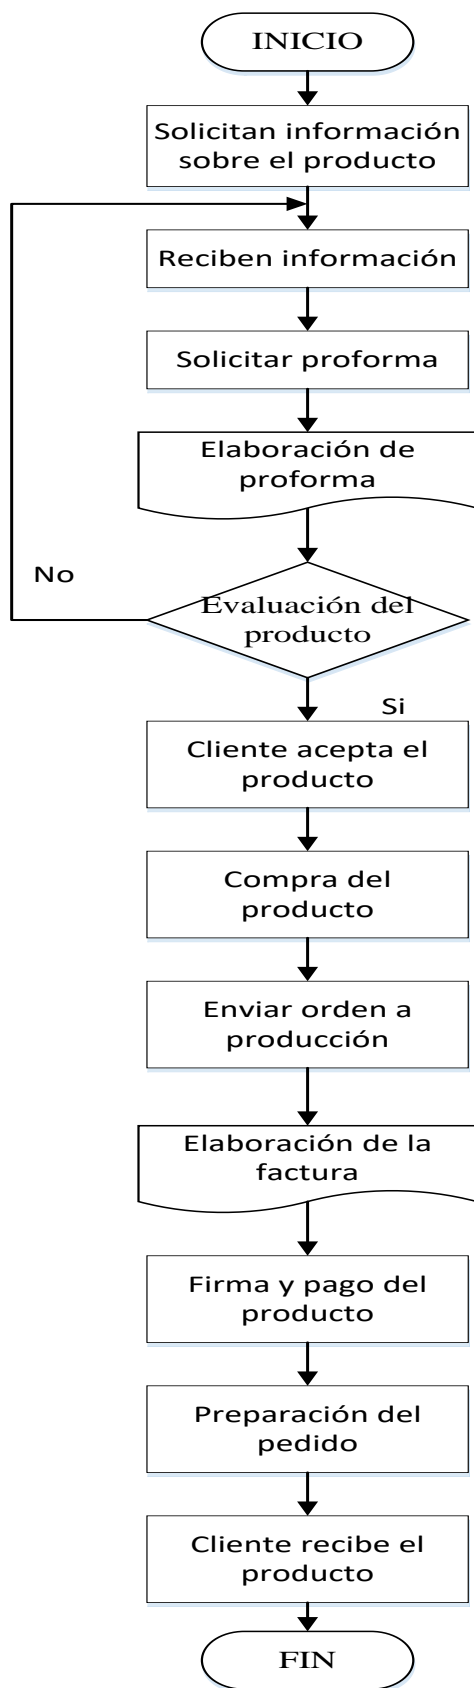 INICIO
Solicitan información
sobre el producto
Reciben información
Solicitar proforma
Elaboración de
proforma
No
Evaluación del
producto
Si
Cliente acepta el
producto
Compra del
producto
Enviar orden a
producción
Elaboración de la
factura
Firma y pago del
producto
Preparación del
pedido
Cliente recibe el
producto
FIN